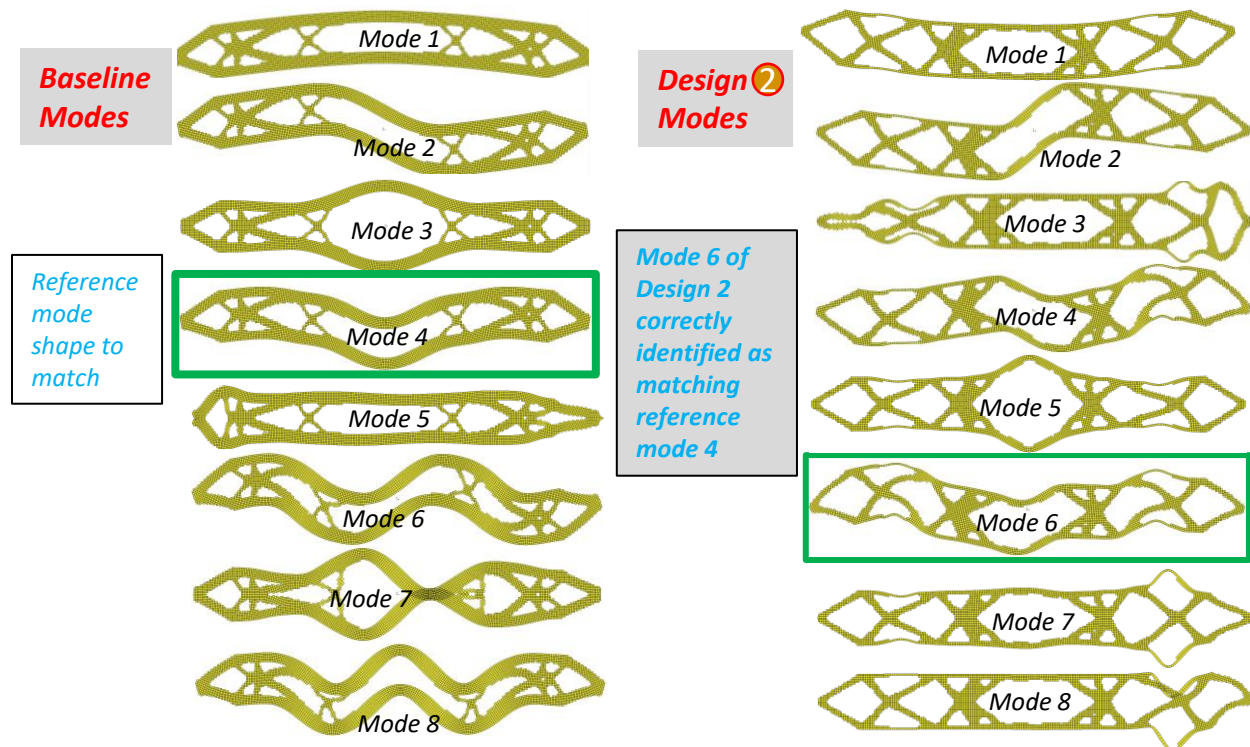 Baseline
Modes
Mode 1
Mode 2
Mode 3
Reference
mode
shape to
match
Mode 4
Mode 5
Mode 6
Mode 7
Mode 8
Design 2
Modes
Mode 1
Mode 2
Mode 3
Mode 6 of
Design 2
correctly
identified as
matching
reference
mode 4
Mode 4
Mode 5
Mode 6
Mode 7
Mode 8